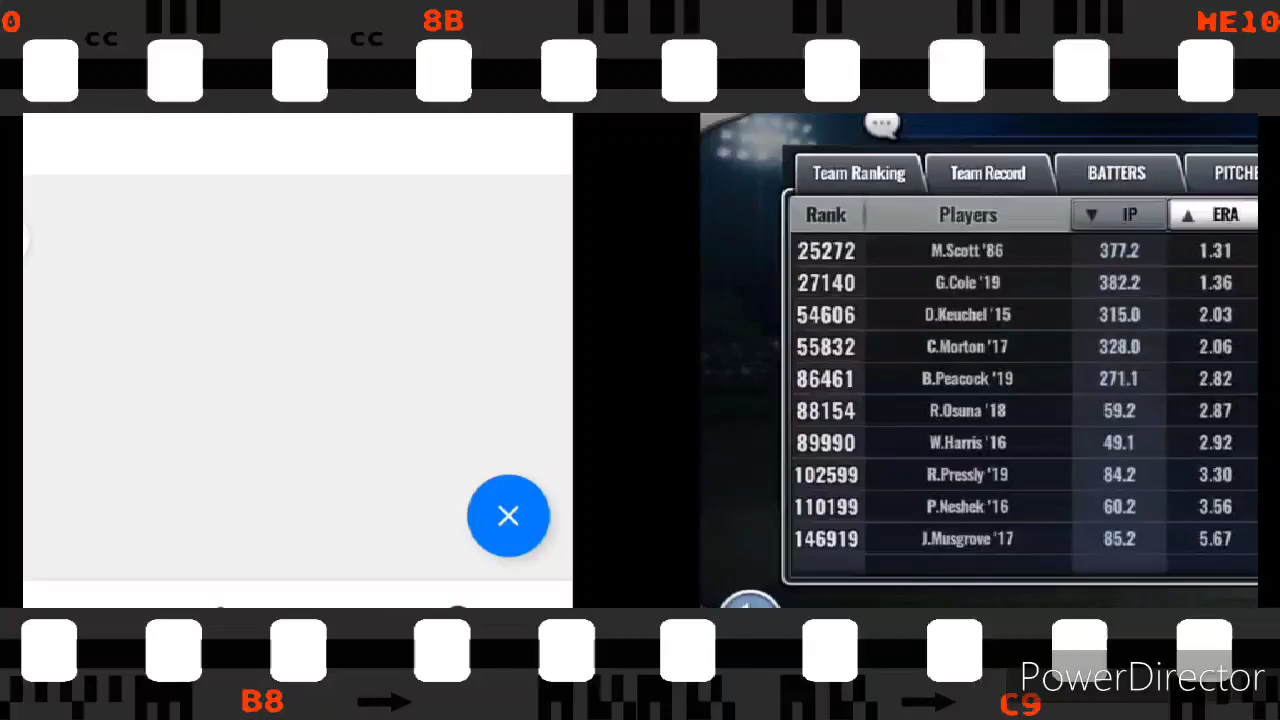 0 8B ME10
cc cc
Team Ranking Team Record BATTERS PITCHE
Rank Players ▼ IP ▲ ERA
25272 M.Scott '86 377.2 1.31
27140 G.Cole '19 382.2 1.36
54606 D.Keuchel '15 315.0 2.03
55832 C.Morton '17 328.0 2.06
86461 B.Peacock '19 271.1 2.82
88154 R.Osuna '18 59.2 2.87
89990 W.Harris '16 49.1 2.92
102599 R.Pressly '19 84.2 3.30
110199 P.Neshek '16 60.2 3.56
146919 J.Musgrove '17 85.2 5.67
PowerDirector
B8 C9